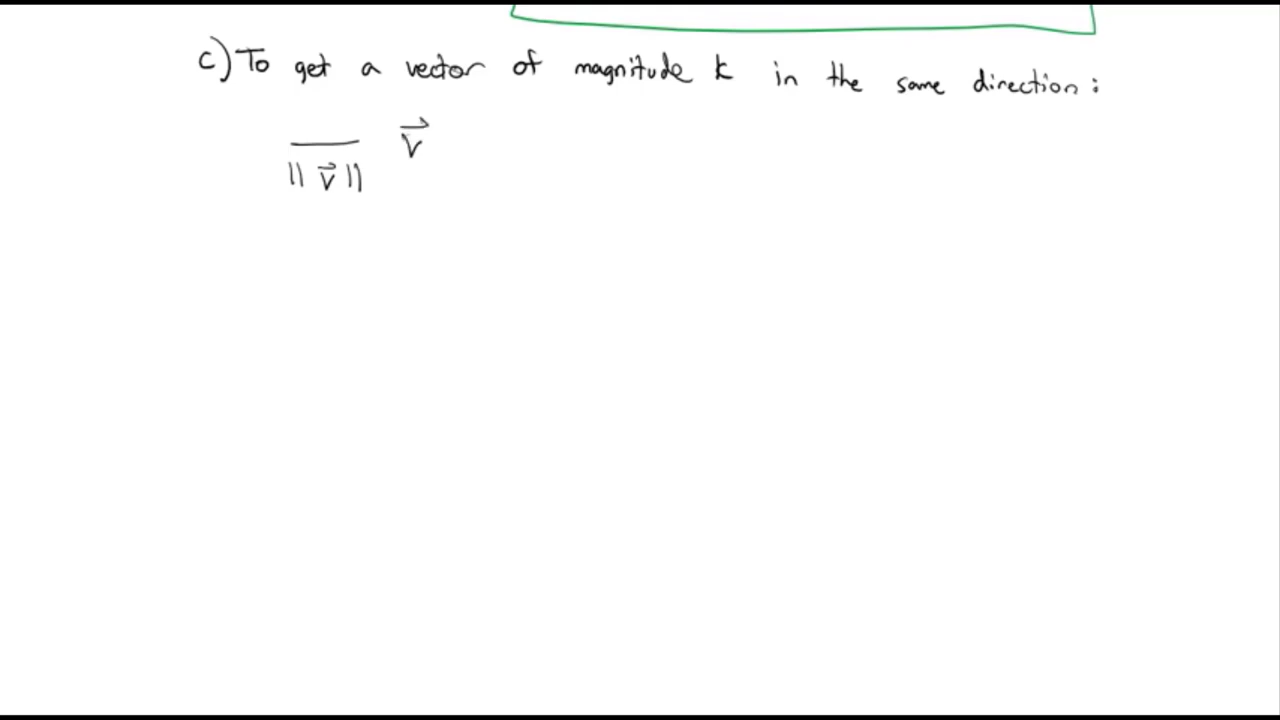 c) To get a vector of magnitude k in the same direction:
‾‾‾ v⃗
||v⃗||